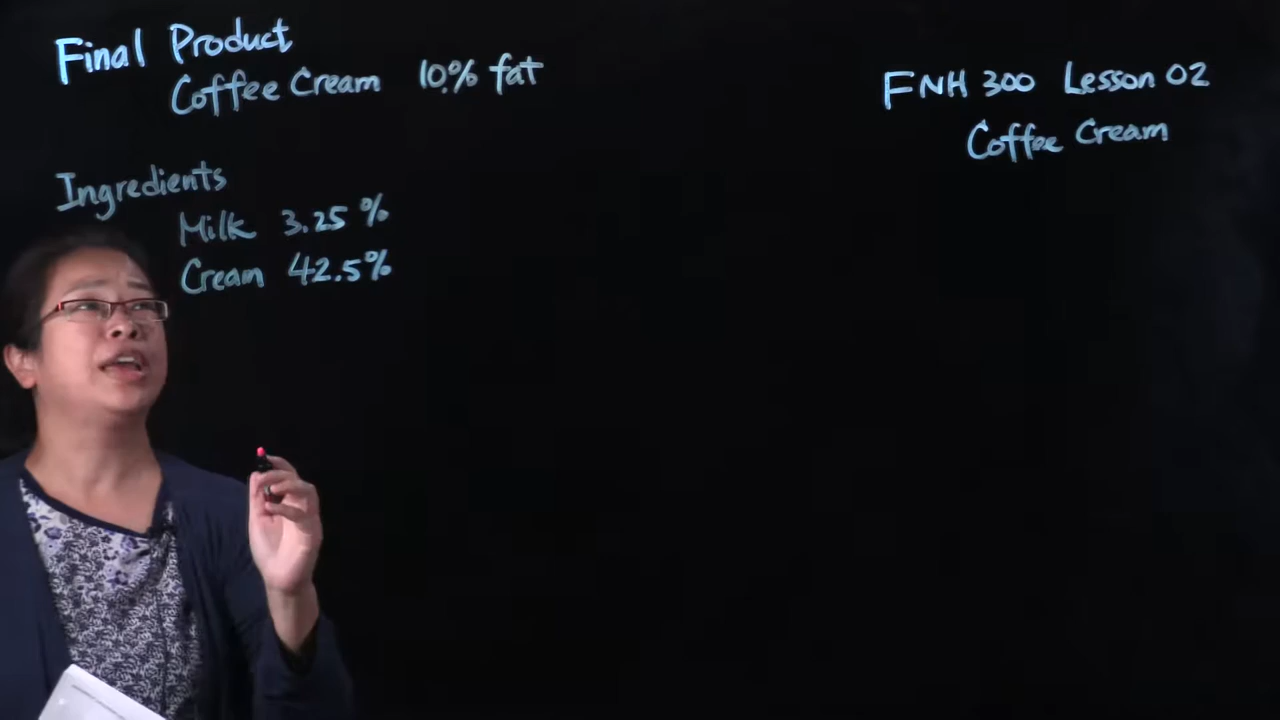 Final Product
Coffee Cream 10% fat
Ingredients
Milk 3.25%
Cream 42.5%
FNH 300 Lesson 02
Coffee Cream